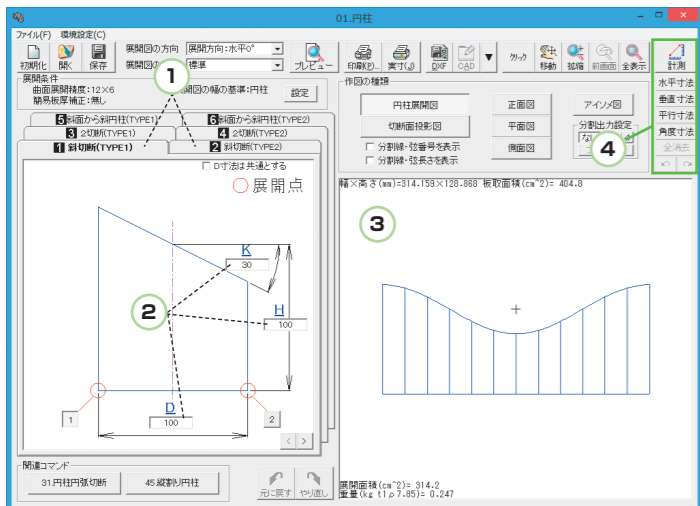 01.円柱
ファイル(F) 環境設定(C)
初期化 開く 保存
展開図の方向 展開方向:水平0°
標準
プレビュー
印刷(P)... 実寸(J) DXF CAD ｸﾘｯｸ 移動 拡縮 前画面 全表示 計測
展開条件
曲面展開精度:12×6
開図の幅の基準:円柱
簡易板厚補正:無し
設定
作図の種類
円柱展開図 正面図 アイソメ図
切断面投影図 平面図
分割出力設定
側面図
分割線・弦番号を表示
分割線・弦長さを表示
水平寸法
垂直寸法
平行寸法
角度寸法
全消去
1
4
5 斜面から斜円柱(TYPE1) 6 斜面から斜円柱(TYPE2)
3 2切断(TYPE1) 4 2切断(TYPE2)
1 斜切断(TYPE1) 2 斜切断(TYPE2)
D寸法は共通とする
○展開点
K
30
2
H
100
D
100
1
2
< >
幅×高さ(mm)=314.159×128.868 板取面積(cm^2)= 404.8
3
展開面積(cm^2)= 314.2
重量(kg t1ρ7.85)= 0.247
関連コマンド
31.円柱円弧切断 45.縦割り円柱
元に戻す やり直し